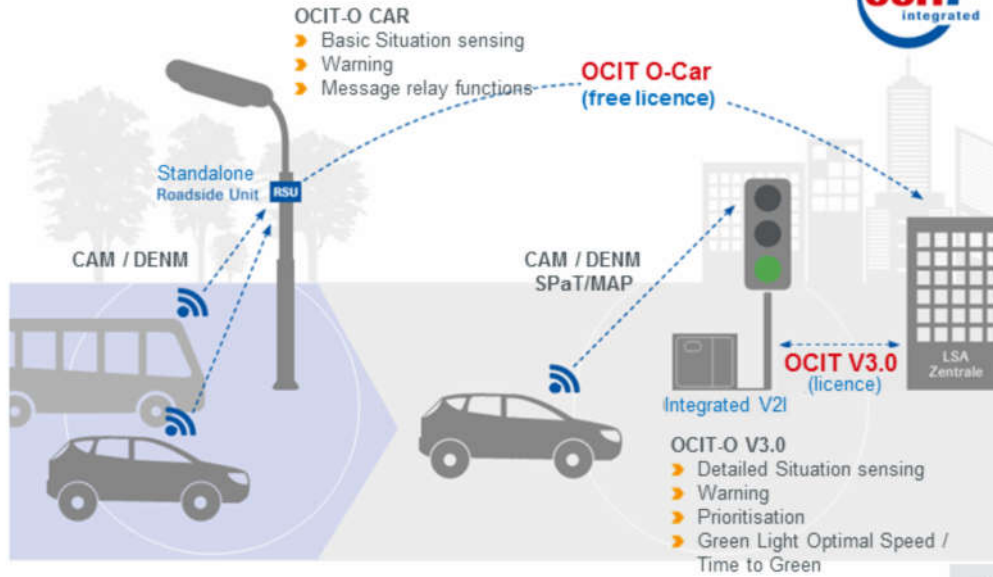 integrated
OCIT-O CAR
Basic Situation sensing
Warning
Message relay functions
OCIT O-Car
(free licence)
Standalone
Roadside Unit
RSU
CAM / DENM
CAM / DENM
SPaT/MAP
OCIT V3.0
(licence)
LSA
Zentrale
Integrated V2I
OCIT-O V3.0
Detailed Situation sensing
Warning
Prioritisation
Green Light Optimal Speed /
Time to Green